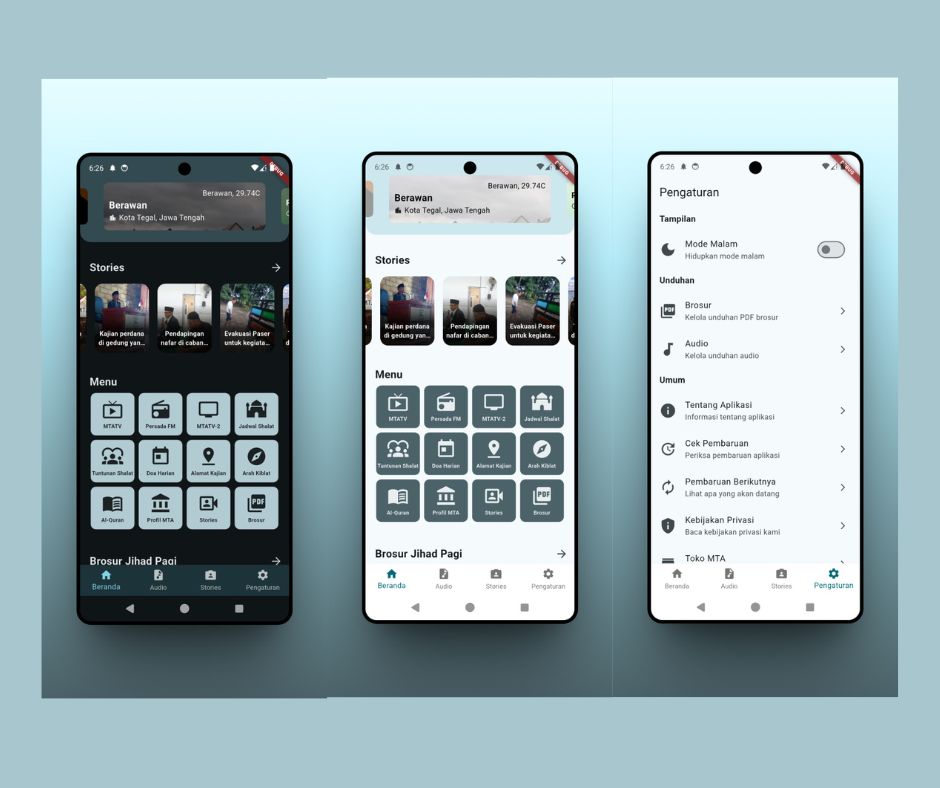 6:26
DEBUG
Berawan, 29.74C
Berawan
Kota Tegal, Jawa Tengah
Stories
Kajian perdana
di gedung yan...
Pendapingan
nafar di caban...
Evakuasi Paser
untuk kegiata...
Menu
MTATV
Persada FM
MTATV-2
Jadwal Shalat
Tuntunan Shalat
Doa Harian
Alamat Kajian
Arah Kiblat
Al-Quran
Profil MTA
Stories
PDF
Brosur
Brosur Jihad Pagi
Beranda
Audio
Stories
Pengaturan
6:26
DEBUG
Berawan, 29.74C
Berawan
Kota Tegal, Jawa Tengah
Stories
Kajian perdana
di gedung yan...
Pendapingan
nafar di caban...
Evakuasi Paser
untuk kegiata...
Menu
MTATV
Persada FM
MTATV-2
Jadwal Shalat
Tuntunan Shalat
Doa Harian
Alamat Kajian
Arah Kiblat
Al-Quran
Profil MTA
Stories
PDF
Brosur
Brosur Jihad Pagi
Beranda
Audio
Stories
Pengaturan
6:26
DEBUG
Pengaturan
Tampilan
Mode Malam
Hidupkan mode malam
Unduhan
PDF
Brosur
Kelola unduhan PDF brosur
Audio
Kelola unduhan audio
Umum
Tentang Aplikasi
Informasi tentang aplikasi
Cek Pembaruan
Periksa pembaruan aplikasi
Pembaruan Berikutnya
Lihat apa yang akan datang
Kebijakan Privasi
Baca kebijakan privasi kami
Toko MTA
Beranda
Audio
Stories
Pengaturan